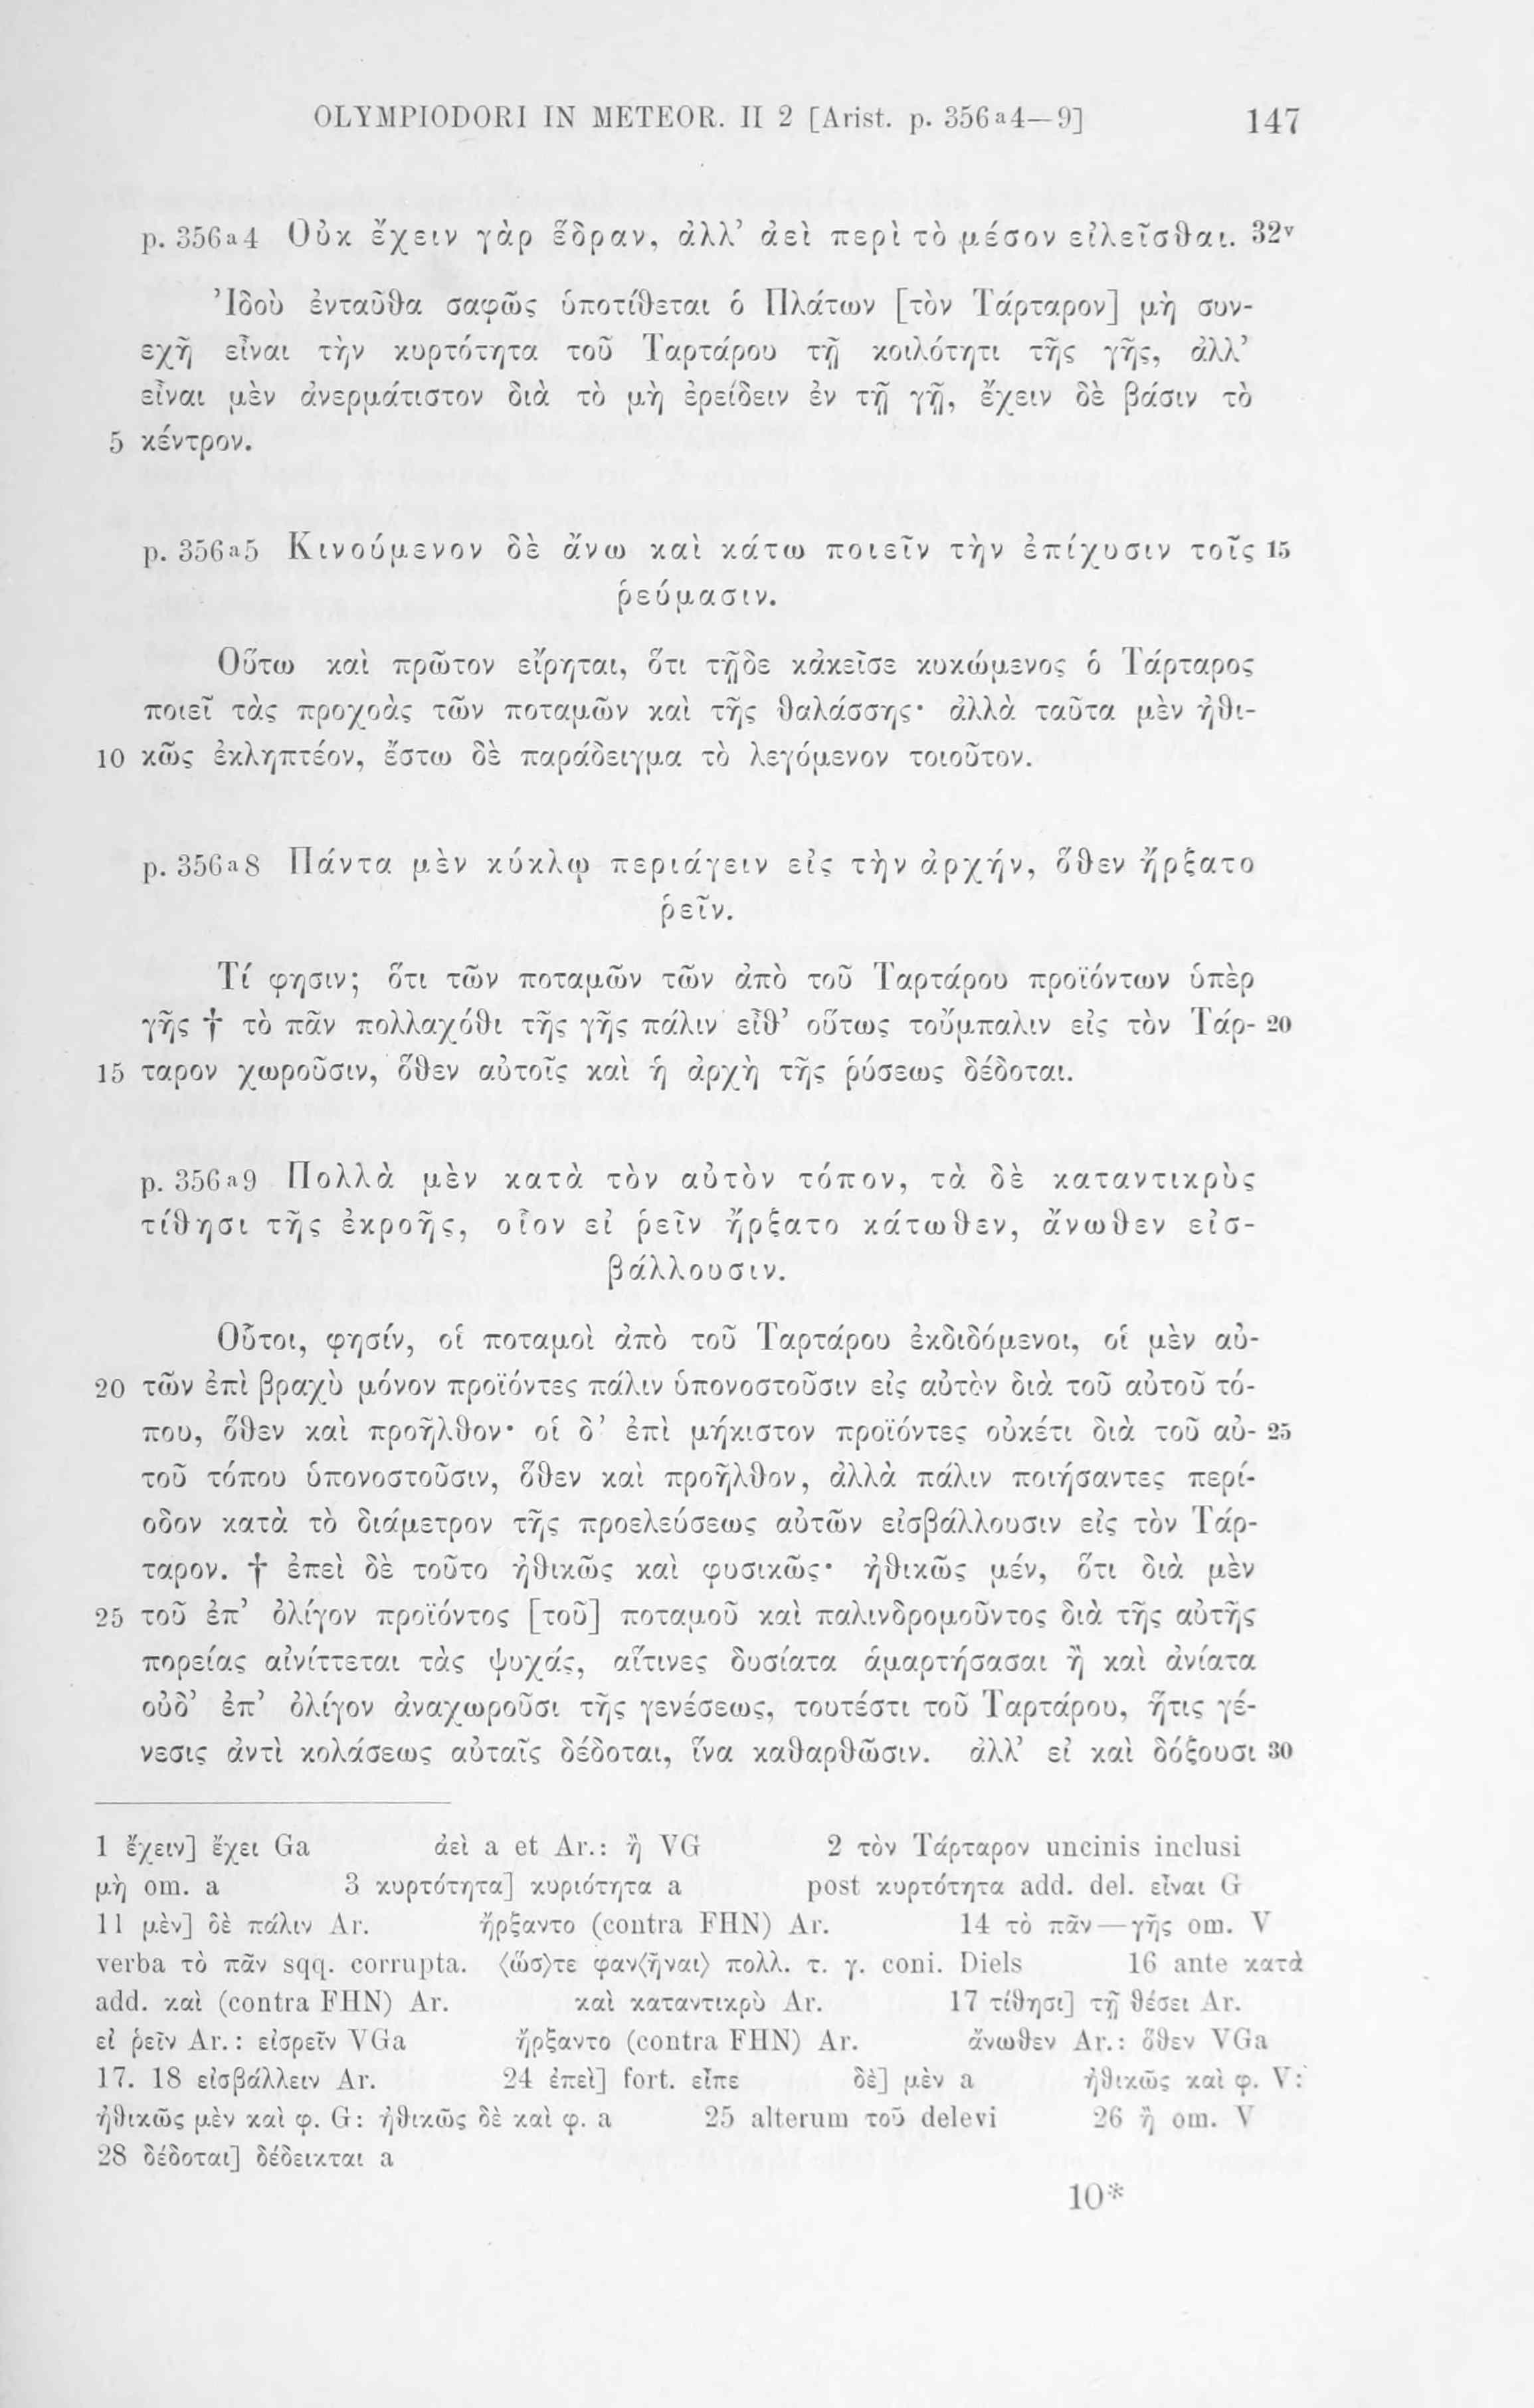 OLYMPIODORI IN METEOR. II 2 [Arist. p. 356a4—9] 147
p. 356a4 Οὐκ ἔχειν γὰρ ἕδραν, ἀλλ’ ἀεὶ περὶ τὸ μέσον εἱλεῖσθαι. 32v
Ἰδοὺ ἐνταῦθα σαφῶς ὑποτίθεται ὁ Πλάτων [τὸν Τάρταρον] μὴ συν-
εχῆ εἶναι τὴν κυρτότητα τοῦ Ταρτάρου τῇ κοιλότητι τῆς γῆς, ἀλλ’
εἶναι μὲν ἀνερμάτιστον διὰ τὸ μὴ ἐρείδειν ἐν τῇ γῇ, ἔχειν δὲ βάσιν τὸ
5 κέντρον.
p. 356a5 Κινούμενον δὲ ἄνω καὶ κάτω ποιεῖν τὴν ἐπίχυσιν τοῖς 15
ῥεύμασιν.
Οὕτω καὶ πρῶτον εἴρηται, ὅτι τῇδε κἀκεῖσε κυκώμενος ὁ Τάρταρος
ποιεῖ τὰς προχοὰς τῶν ποταμῶν καὶ τῆς θαλάσσης· ἀλλὰ ταῦτα μὲν ἠθι-
10 κῶς ἐκληπτέον, ἔστω δὲ παράδειγμα τὸ λεγόμενον τοιοῦτον.
p. 356a8 Πάντα μὲν κύκλῳ περιάγειν εἰς τὴν ἀρχήν, ὅθεν ἤρξατο
ῥεῖν.
Τί φησιν; ὅτι τῶν ποταμῶν τῶν ἀπὸ τοῦ Ταρτάρου προϊόντων ὑπὲρ
γῆς † τὸ πᾶν πολλαχόθι τῆς γῆς πάλιν εἶθ’ οὕτως τοὔμπαλιν εἰς τὸν Τάρ- 20
15 ταρον χωροῦσιν, ὅθεν αὐτοῖς καὶ ἡ ἀρχὴ τῆς ῥύσεως δέδοται.
p. 356a9 Πολλὰ μὲν κατὰ τὸν αὐτὸν τόπον, τὰ δὲ καταντικρὺς
τίθησι τῆς ἐκροῆς, οἷον εἰ ῥεῖν ἤρξατο κάτωθεν, ἄνωθεν εἰσ-
βάλλουσιν.
Οὗτοι, φησίν, οἱ ποταμοὶ ἀπὸ τοῦ Ταρτάρου ἐκδιδόμενοι, οἱ μὲν αὐ-
20 τῶν ἐπὶ βραχὺ μόνον προϊόντες πάλιν ὑπονοστοῦσιν εἰς αὐτὸν διὰ τοῦ αὐτοῦ τό-
που, ὅθεν καὶ προῆλθον· οἱ δ’ ἐπὶ μήκιστον προϊόντες οὐκέτι διὰ τοῦ αὐ- 25
τοῦ τόπου ὑπονοστοῦσιν, ὅθεν καὶ προῆλθον, ἀλλὰ πάλιν ποιήσαντες περί-
οδον κατὰ τὸ διάμετρον τῆς προελεύσεως αὐτῶν εἰσβάλλουσιν εἰς τὸν Τάρ-
ταρον. † ἐπεὶ δὲ τοῦτο ἠθικῶς καὶ φυσικῶς· ἠθικῶς μέν, ὅτι διὰ μὲν
25 τοῦ ἐπ’ ὀλίγον προϊόντος [τοῦ] ποταμοῦ καὶ παλινδρομοῦντος διὰ τῆς αὐτῆς
πορείας αἰνίττεται τὰς ψυχάς, αἵτινες δυσίατα ἁμαρτήσασαι ἢ καὶ ἀνίατα
οὐδ’ ἐπ’ ὀλίγον ἀναχωροῦσι τῆς γενέσεως, τουτέστι τοῦ Ταρτάρου, ἥτις γέ-
νεσις ἀντὶ κολάσεως αὐταῖς δέδοται, ἵνα καθαρθῶσιν. ἀλλ’ εἰ καὶ δόξουσι 30
1 ἔχειν] ἔχει Ga ἀεὶ a et Ar.: ἢ VG 2 τὸν Τάρταρον uncinis inclusi
μὴ om. a 3 κυρτότητα] κυριότητα a post κυρτότητα add. del. εἶναι G
11 μὲν] δὲ πάλιν Ar. ἤρξαντο (contra FHN) Ar. 14 τὸ πᾶν—γῆς om. V
verba τὸ πᾶν sqq. corrupta. ⟨ὥσ⟩τε φαν⟨ῆναι⟩ πολλ. τ. γ. coni. Diels 16 ante κατὰ
add. καὶ (contra FHN) Ar. καὶ καταντικρὺ Ar. 17 τίθησι] τῇ θέσει Ar.
εἰ ῥεῖν Ar.: εἰσρεῖν VGa ἤρξαντο (contra FHN) Ar. ἄνωθεν Ar.: ὅθεν VGa
17. 18 εἰσβάλλειν Ar. 24 ἐπεὶ] fort. εἶπε δὲ] μὲν a ἠθικῶς καὶ φ. V:
ἠθικῶς μὲν καὶ φ. G: ἠθικῶς δὲ καὶ φ. a 25 alterum τοῦ delevi 26 ἢ om. V
28 δέδοται] δέδεικται a
10*